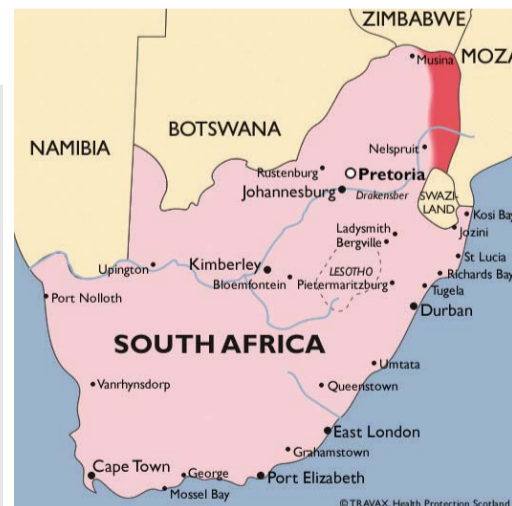 ZIMBABWE
Musina
MOZA
NAMIBIA
BOTSWANA
Nelspruit
Rustenburg
Pretoria
Johannesburg
Drakensber
SWAZI-
LAND
Kosi Bay
Jozini
Ladysmith
Bergville
St Lucia
Upington
Kimberley
LESOTHO
Richards Bay
Bloemfontein
Pietermaritzburg
Tugela
Port Nolloth
Durban
SOUTH AFRICA
Umtata
Vanrhynsdorp
Queenstown
East London
Grahamstown
Cape Town
George
Port Elizabeth
Mossel Bay
© TRAVAX, Health Protection Scotland